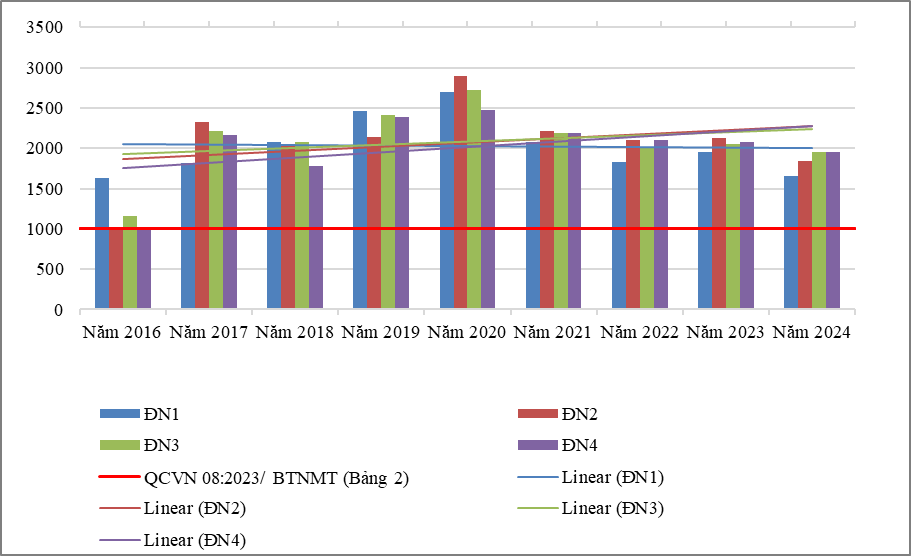 3500
3000
2500
2000
1500
1000
500
0
Năm 2016 Năm 2017 Năm 2018 Năm 2019 Năm 2020 Năm 2021 Năm 2022 Năm 2023 Năm 2024
ĐN1 ĐN2
ĐN3 ĐN4
QCVN 08:2023/ BTNMT (Bảng 2) Linear (ĐN1)
Linear (ĐN2) Linear (ĐN3)
Linear (ĐN4)